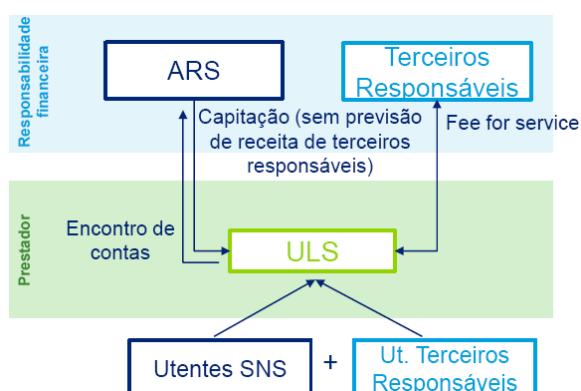 Responsabilidade
financeira
ARS
Terceiros
Responsáveis
Capitação (sem previsão
de receita de terceiros
responsáveis)
Fee for service
Prestador
Encontro de
contas
ULS
Utentes SNS
+
Ut. Terceiros
Responsáveis